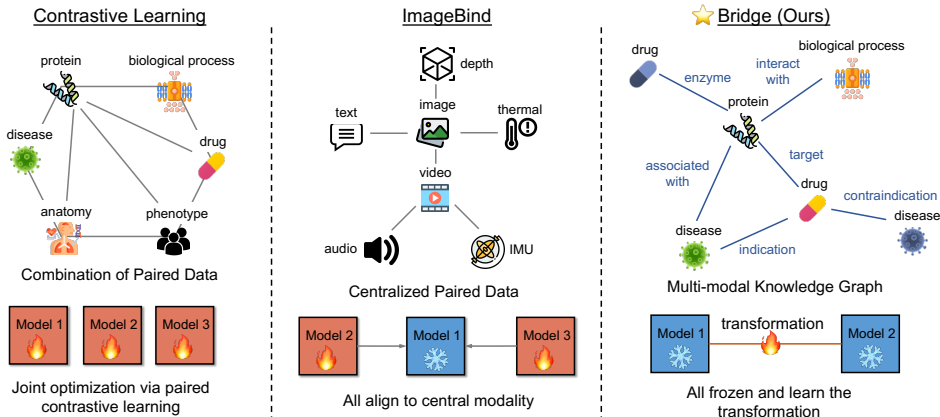 Contrastive Learning
protein
biological process
disease
drug
anatomy
phenotype
Combination of Paired Data
Model 1
Model 2
Model 3
Joint optimization via paired
contrastive learning
ImageBind
depth
image
text
thermal
video
audio
IMU
Centralized Paired Data
Model 2
Model 1
Model 3
All align to central modality
Bridge (Ours)
drug
biological process
enzyme
interact
with
protein
associated
with
target
drug
contraindication
disease
disease
indication
Multi-modal Knowledge Graph
Model 1
transformation
Model 2
All frozen and learn the
transformation